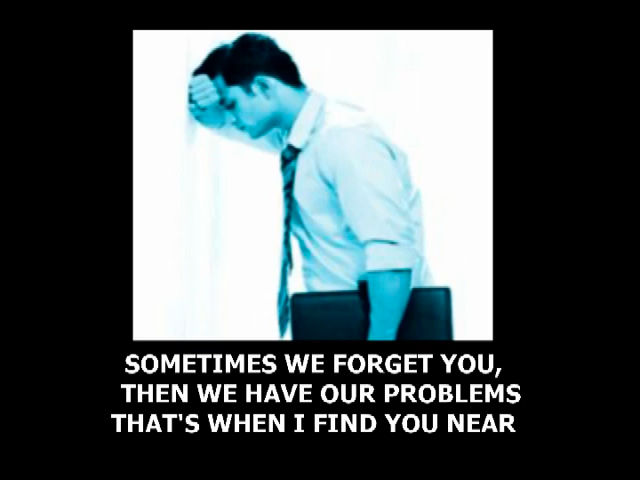 SOMETIMES WE FORGET YOU,
THEN WE HAVE OUR PROBLEMS
THAT'S WHEN I FIND YOU NEAR